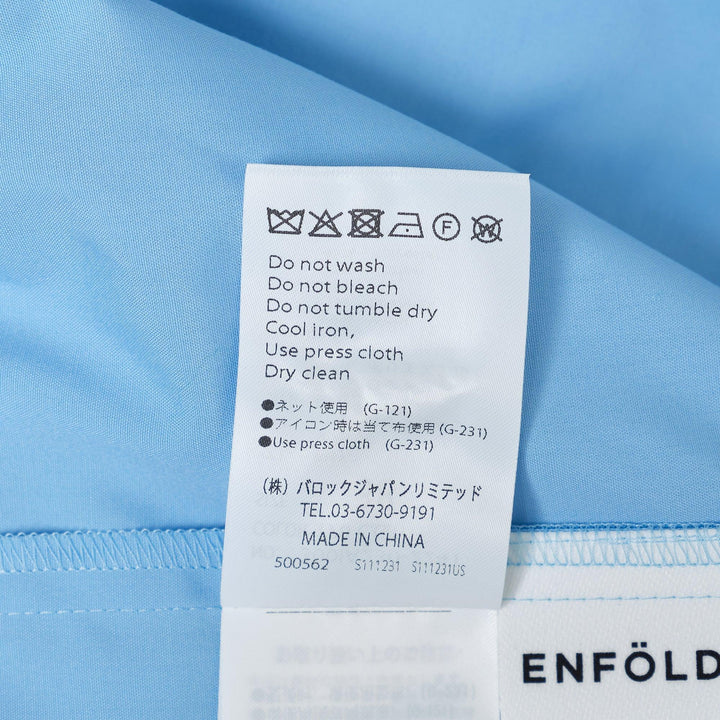 F W
Do not wash
Do not bleach
Do not tumble dry
Cool iron,
Use press cloth
Dry clean
●ネット使用 (G-121)
●アイロン時は当て布使用 (G-231)
●Use press cloth (G-231)
(株) バロックジャパンリミテッド
TEL.03-6730-9191
MADE IN CHINA
500562 S111231 S111231US
ENFÖLD